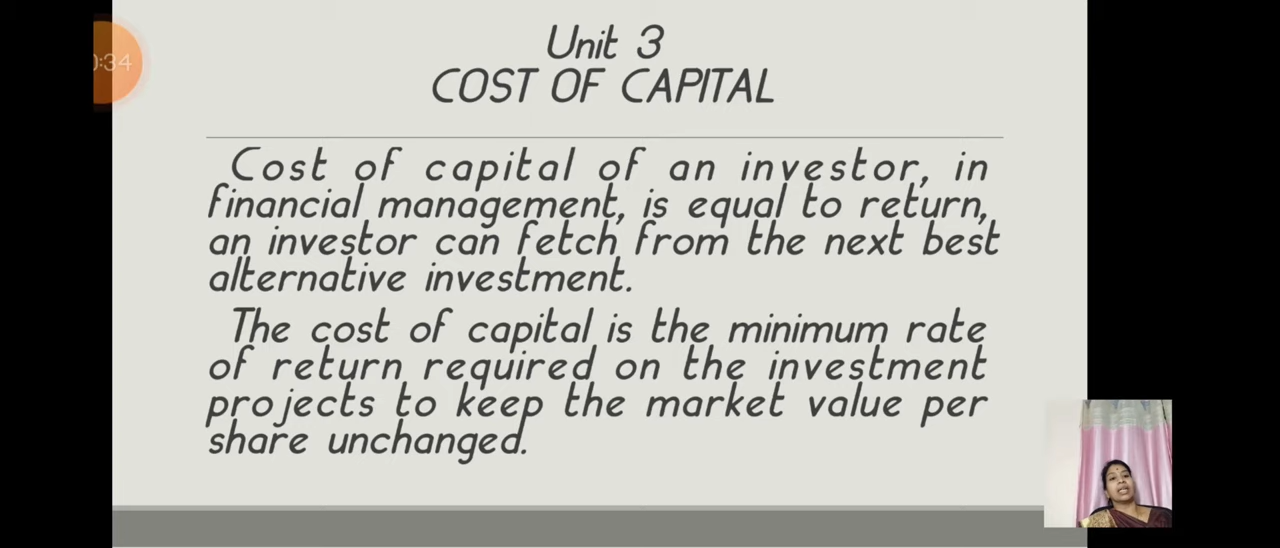 :34
Unit 3
COST OF CAPITAL
Cost of capital of an investor, in
financial management, is equal to return,
an investor can fetch from the next best
alternative investment.
The cost of capital is the minimum rate
of return required on the investment
projects to keep the market value per
share unchanged.